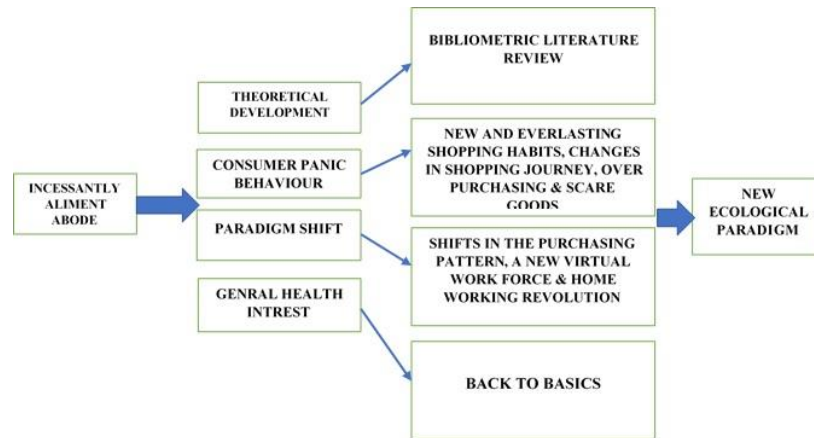 BIBLIOMETRIC LITERATURE
REVIEW
THEORETICAL
DEVELOPMENT
CONSUMER PANIC
BEHAVIOUR
NEW AND EVERLASTING
SHOPPING HABITS, CHANGES
IN SHOPPING JOURNEY, OVER
PURCHASING & SCARE
GOODS
INCESSANTLY
ALIMENT
ABODE
PARADIGM SHIFT
NEW
ECOLOGICAL
PARADIGM
SHIFTS IN THE PURCHASING
PATTERN, A NEW VIRTUAL
WORK FORCE & HOME
WORKING REVOLUTION
GENRAL HEALTH
INTREST
BACK TO BASICS